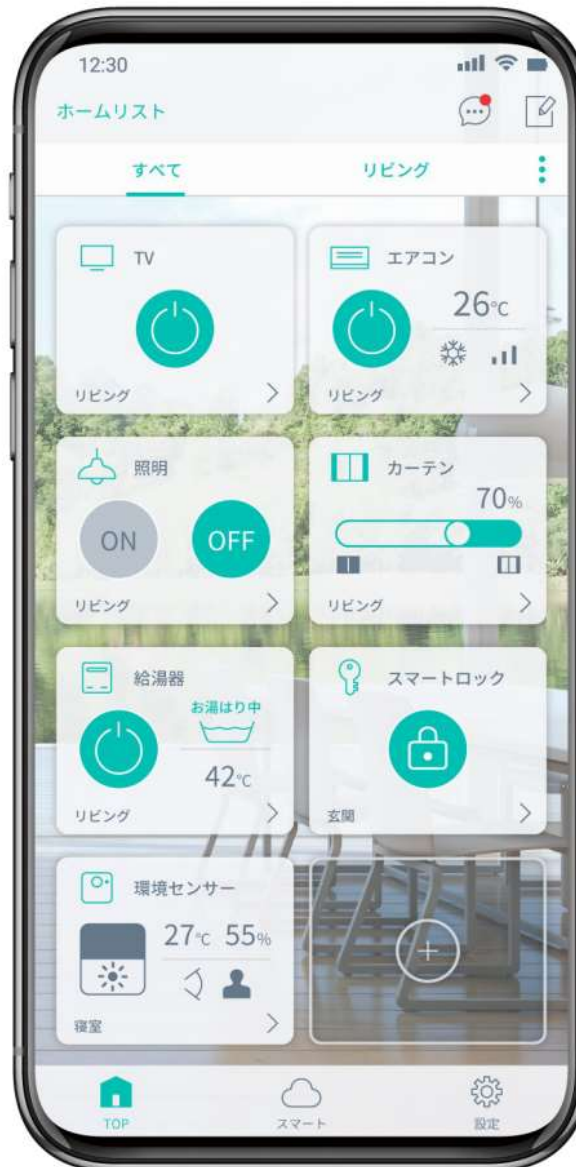 12:30
ホームリスト
すべて
リビング
TV
リビング
エアコン
26℃
リビング
照明
ON
OFF
リビング
カーテン
70%
リビング
給湯器
お湯はり中
42℃
リビング
スマートロック
玄関
環境センサー
27℃ 55%
寝室
TOP
スマート
設定